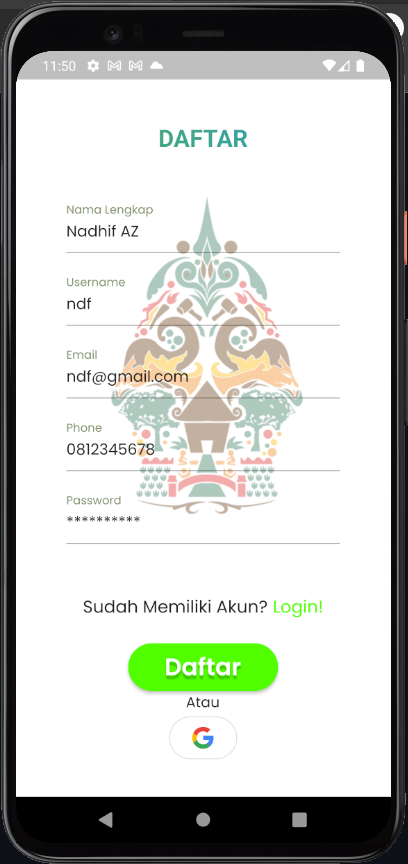 11:50
DAFTAR
Nama Lengkap
Nadhif AZ
Username
ndf
Email
ndf@gmail.com
Phone
0812345678
Password
**********
Sudah Memiliki Akun? Login!
Daftar
Atau